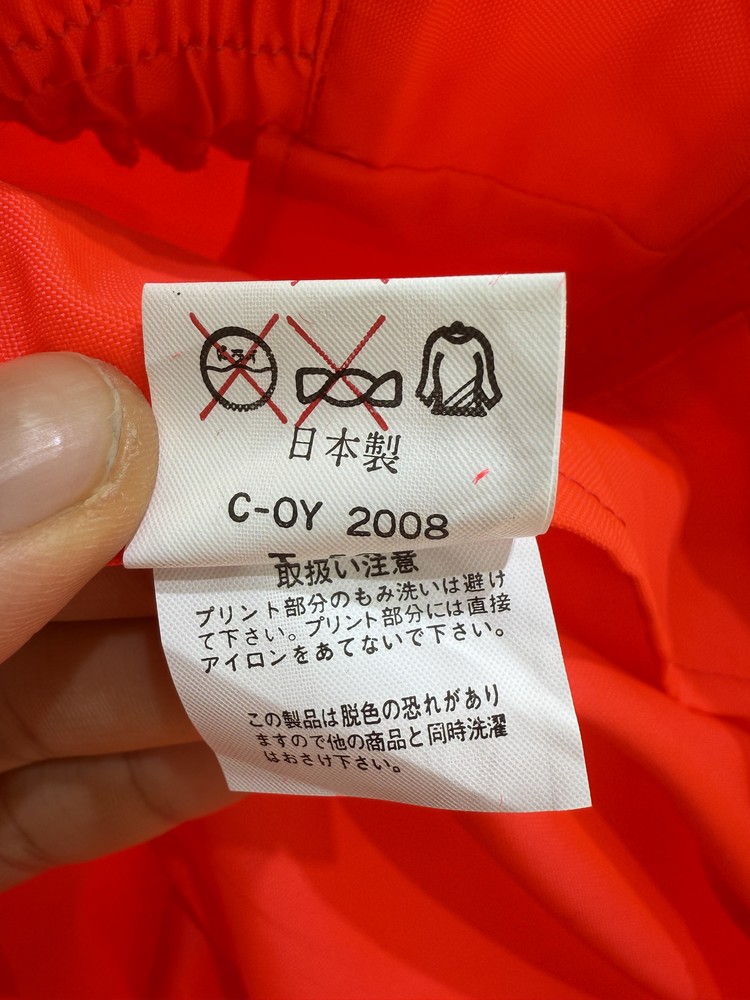 ドライ
日本製
C-OY 2008
取扱い注意
プリント部分のもみ洗いは避け
て下さい。プリント部分には直接
アイロンをあてないで下さい。
この製品は脱色の恐れがあり
ますので他の商品と同時洗濯
はおさけ下さい。